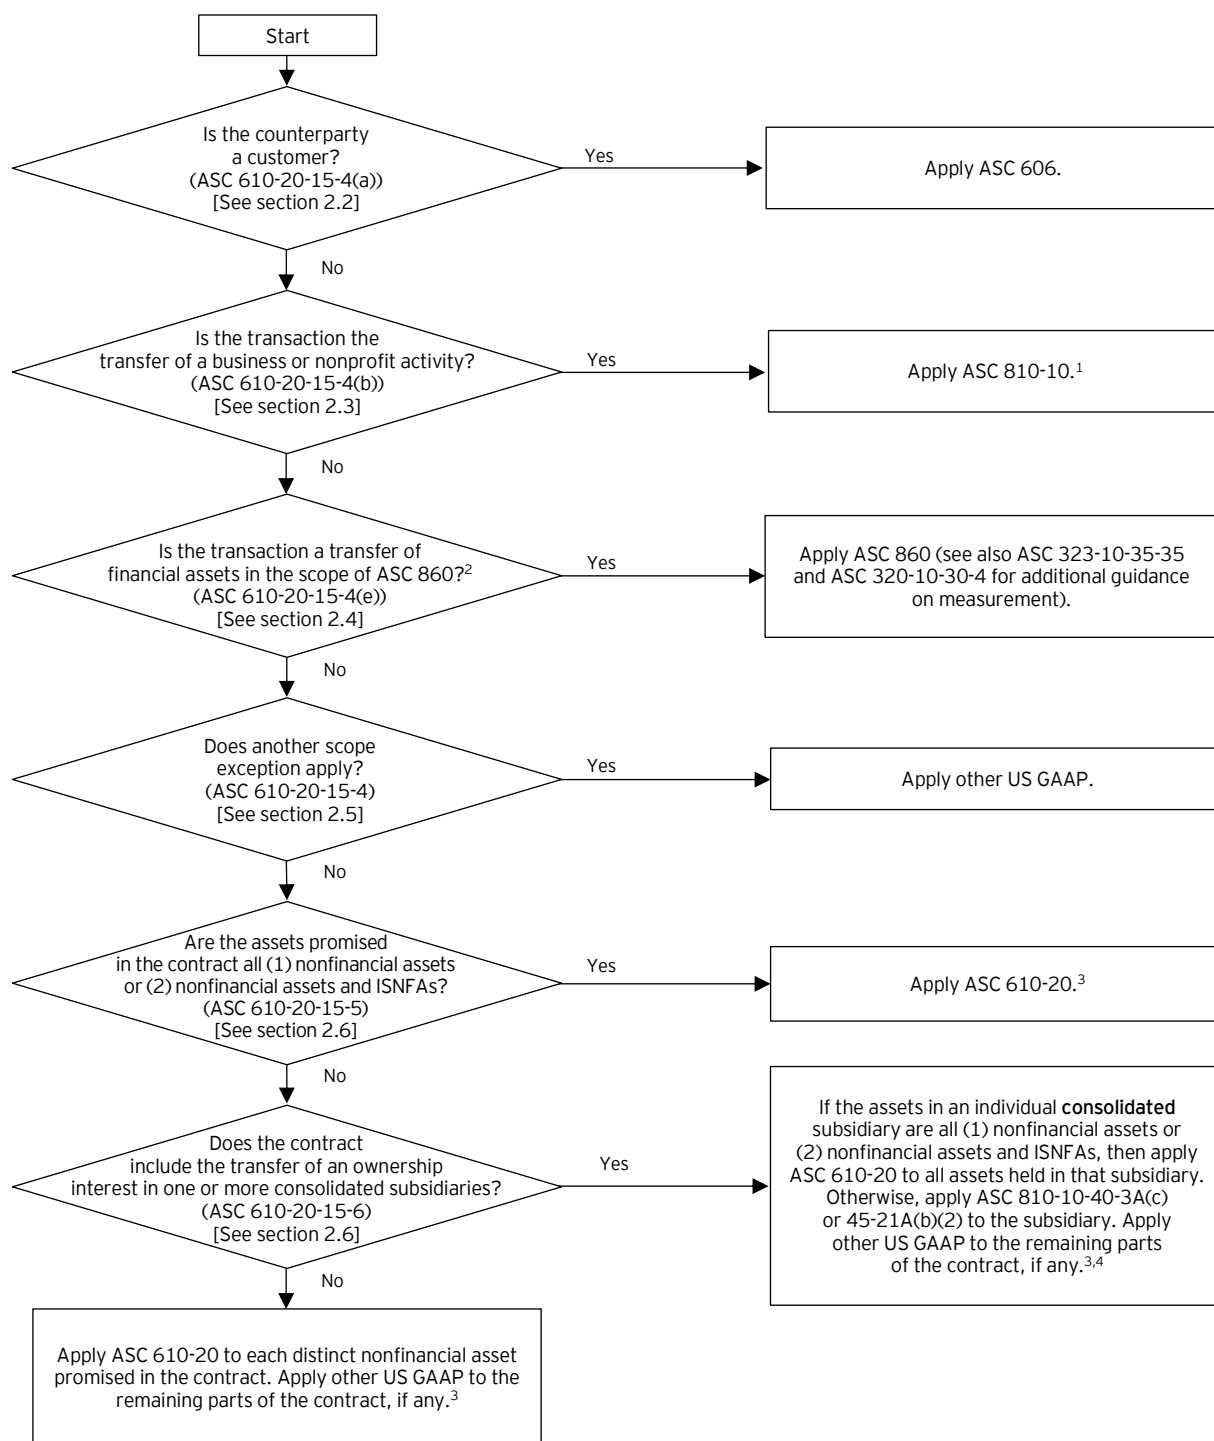 Start
Is the counterparty
a customer?
(ASC 610-20-15-4(a))
[See section 2.2]
Yes
Apply ASC 606.
No
Is the transaction the
transfer of a business or nonprofit activity?
(ASC 610-20-15-4(b))
[See section 2.3]
Yes
Apply ASC 810-10.¹
No
Is the transaction a transfer of
financial assets in the scope of ASC 860?²
(ASC 610-20-15-4(e))
[See section 2.4]
Yes
Apply ASC 860 (see also ASC 323-10-35-35
and ASC 320-10-30-4 for additional guidance
on measurement).
No
Does another scope
exception apply?
(ASC 610-20-15-4)
[See section 2.5]
Yes
Apply other US GAAP.
No
Are the assets promised
in the contract all (1) nonfinancial assets
or (2) nonfinancial assets and ISNFAs?
(ASC 610-20-15-5)
[See section 2.6]
Yes
Apply ASC 610-20.³
No
Does the contract
include the transfer of an ownership
interest in one or more consolidated subsidiaries?
(ASC 610-20-15-6)
[See section 2.6]
Yes
If the assets in an individual consolidated
subsidiary are all (1) nonfinancial assets or
(2) nonfinancial assets and ISNFAs, then apply
ASC 610-20 to all assets held in that subsidiary.
Otherwise, apply ASC 810-10-40-3A(c)
or 45-21A(b)(2) to the subsidiary. Apply
other US GAAP to the remaining parts
of the contract, if any.³,⁴
No
Apply ASC 610-20 to each distinct nonfinancial asset
promised in the contract. Apply other US GAAP to the
remaining parts of the contract, if any.³